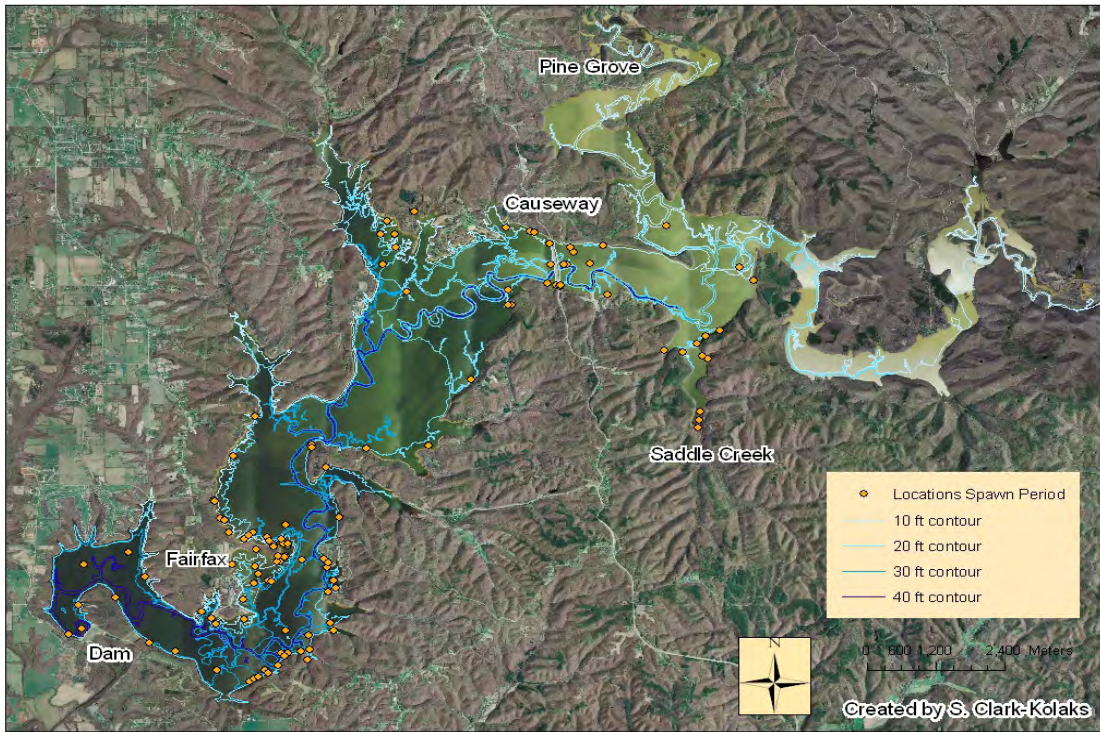 Pine Grove
Causeway
Saddle Creek
Fairfax
Dam
Locations Spawn Period
10 ft contour
20 ft contour
30 ft contour
40 ft contour
N
0 600 1,200 2,400 Meters
Created by S. Clark-Kolaks